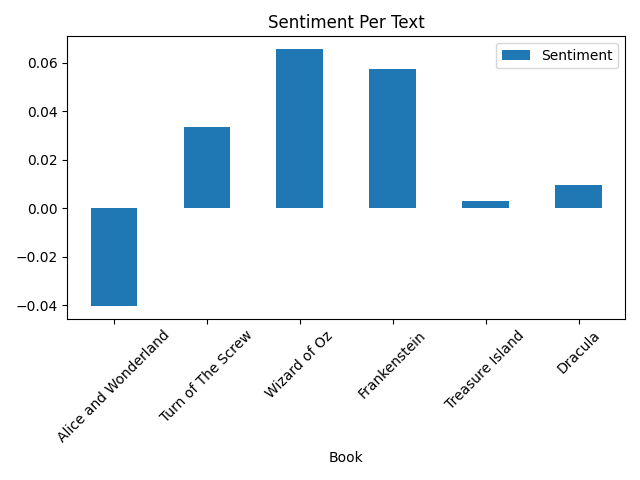 Sentiment Per Text
Sentiment
0.06
0.04
0.02
0.00
−0.02
−0.04
Alice and Wonderland
Turn of The Screw
Wizard of Oz
Frankenstein
Treasure Island
Dracula
Book